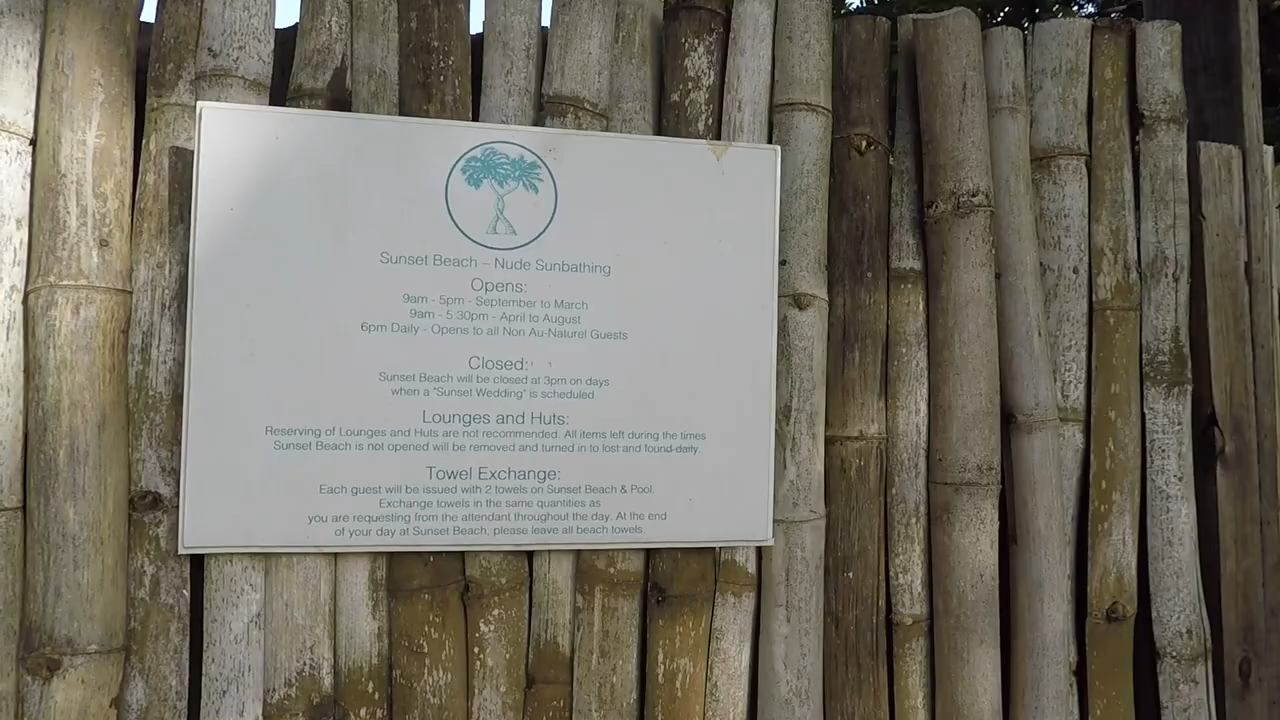 Sunset Beach – Nude Sunbathing
Opens:
9am - 5pm - September to March
9am - 5:30pm - April to August
6pm Daily - Opens to all Non Au-Naturel Guests
Closed:
Sunset Beach will be closed at 3pm on days
when a "Sunset Wedding" is scheduled.
Lounges and Huts:
Reserving of Lounges and Huts are not recommended. All items left during the times
Sunset Beach is not opened will be removed and turned in to lost and found daily.
Towel Exchange:
Each guest will be issued with 2 towels on Sunset Beach & Pool.
Exchange towels in the same quantities as
you are requesting from the attendant throughout the day. At the end
of your day at Sunset Beach, please leave all beach towels.